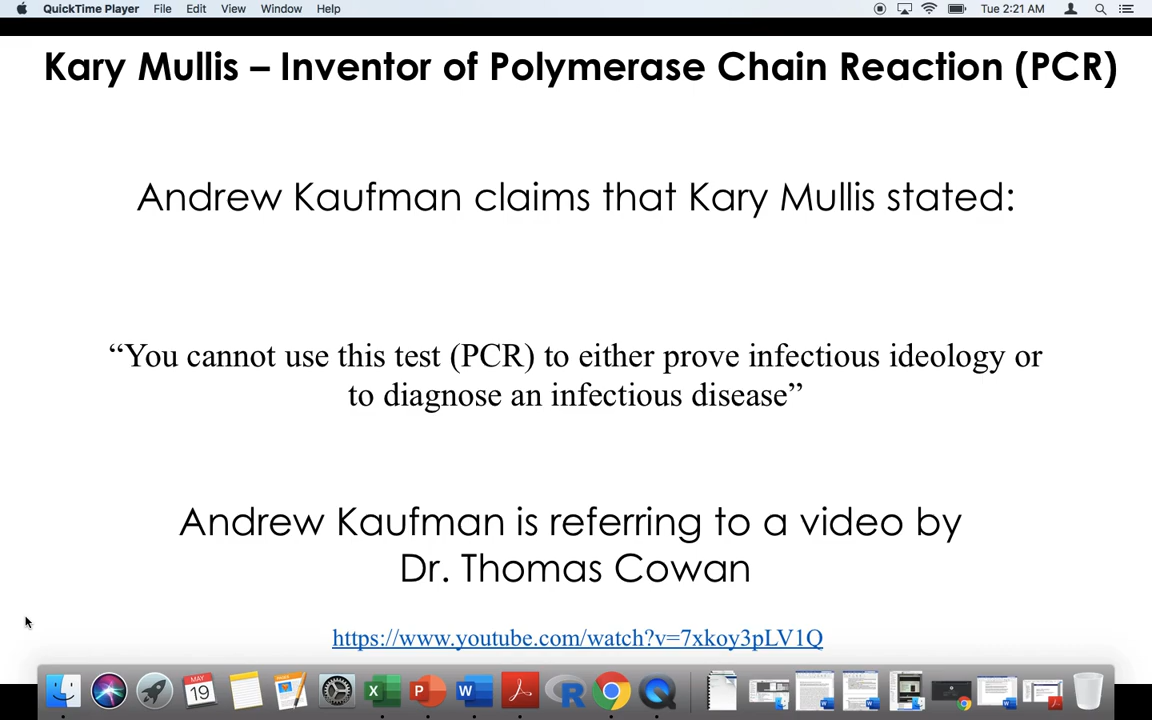 QuickTime Player File Edit View Window Help Tue 2:21 AM
Kary Mullis – Inventor of Polymerase Chain Reaction (PCR)
Andrew Kaufman claims that Kary Mullis stated:
“You cannot use this test (PCR) to either prove infectious ideology or
to diagnose an infectious disease”
Andrew Kaufman is referring to a video by
Dr. Thomas Cowan
https://www.youtube.com/watch?v=7xkoy3pLV1Q
MAY
19
X P W R